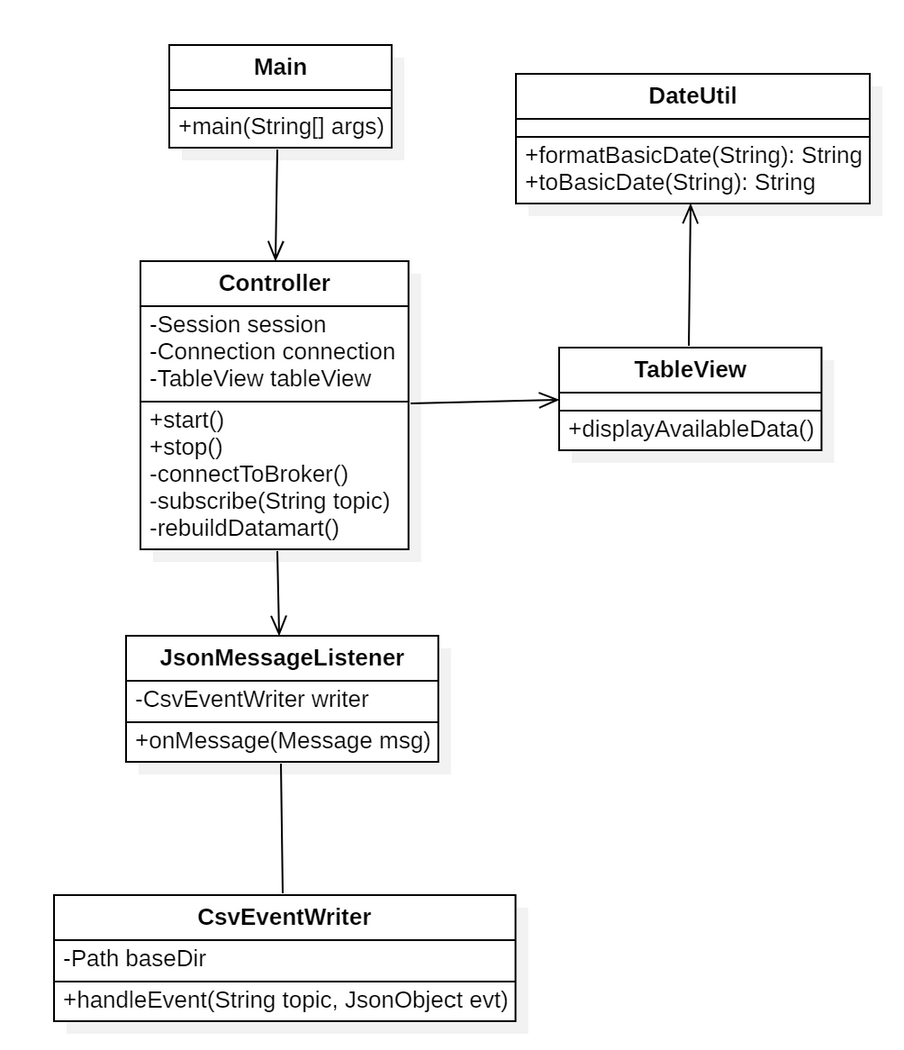 Main
+main(String[] args)
DateUtil
+formatBasicDate(String): String
+toBasicDate(String): String
Controller
-Session session
-Connection connection
-TableView tableView
+start()
+stop()
-connectToBroker()
-subscribe(String topic)
-rebuildDatamart()
TableView
+displayAvailableData()
JsonMessageListener
-CsvEventWriter writer
+onMessage(Message msg)
CsvEventWriter
-Path baseDir
+handleEvent(String topic, JsonObject evt)